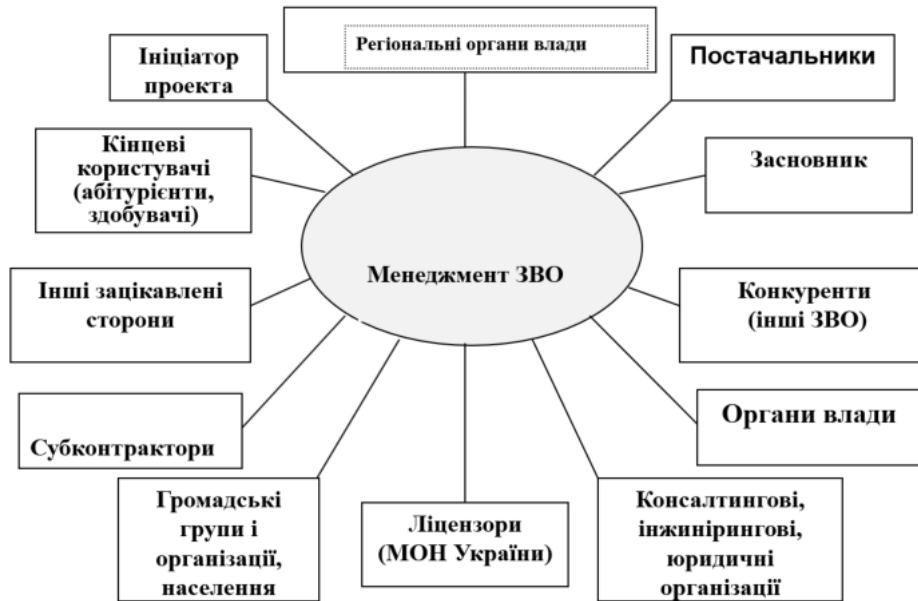 Регіональні органи влади
Ініціатор
проекта
Постачальники
Кінцеві
користувачі
(абітурієнти,
здобувачі)
Засновник
Менеджмент ЗВО
Інші зацікавлені
сторони
Конкуренти
(інші ЗВО)
Субконтрактори
Органи влади
Громадські
групи і
організації,
населення
Ліцензори
(МОН України)
Консалтингові,
інжинірингові,
юридичні
організації